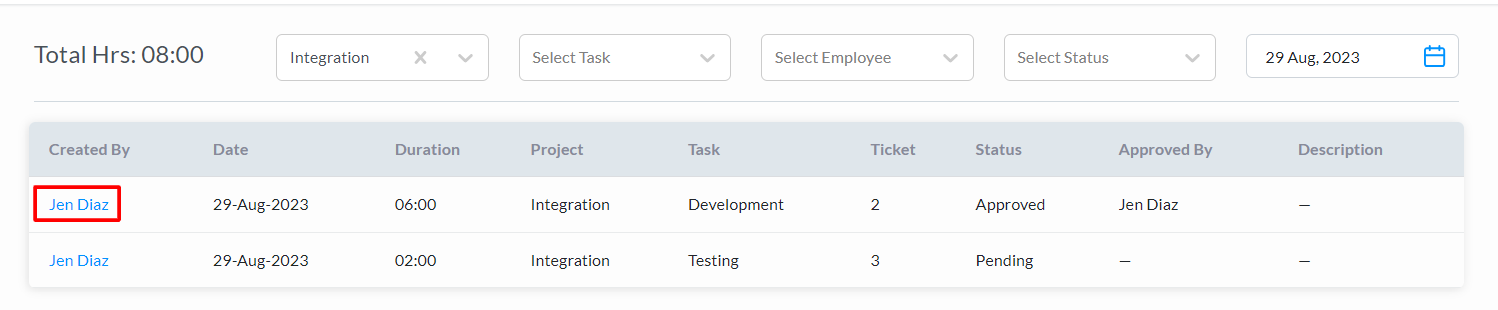 Total Hrs: 08:00 Integration Select Task Select Employee Select Status 29 Aug, 2023
Created By Date Duration Project Task Ticket Status Approved By Description
Jen Diaz 29-Aug-2023 06:00 Integration Development 2 Approved Jen Diaz —
Jen Diaz 29-Aug-2023 02:00 Integration Testing 3 Pending — —